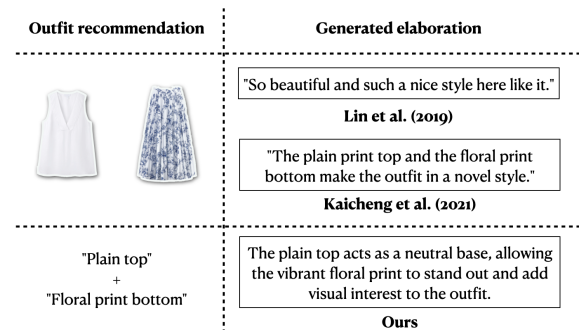 Outfit recommendation
Generated elaboration
"So beautiful and such a nice style here like it."
Lin et al. (2019)
"The plain print top and the floral print
bottom make the outfit in a novel style."
Kaicheng et al. (2021)
"Plain top"
+
"Floral print bottom"
The plain top acts as a neutral base, allowing
the vibrant floral print to stand out and add
visual interest to the outfit.
Ours